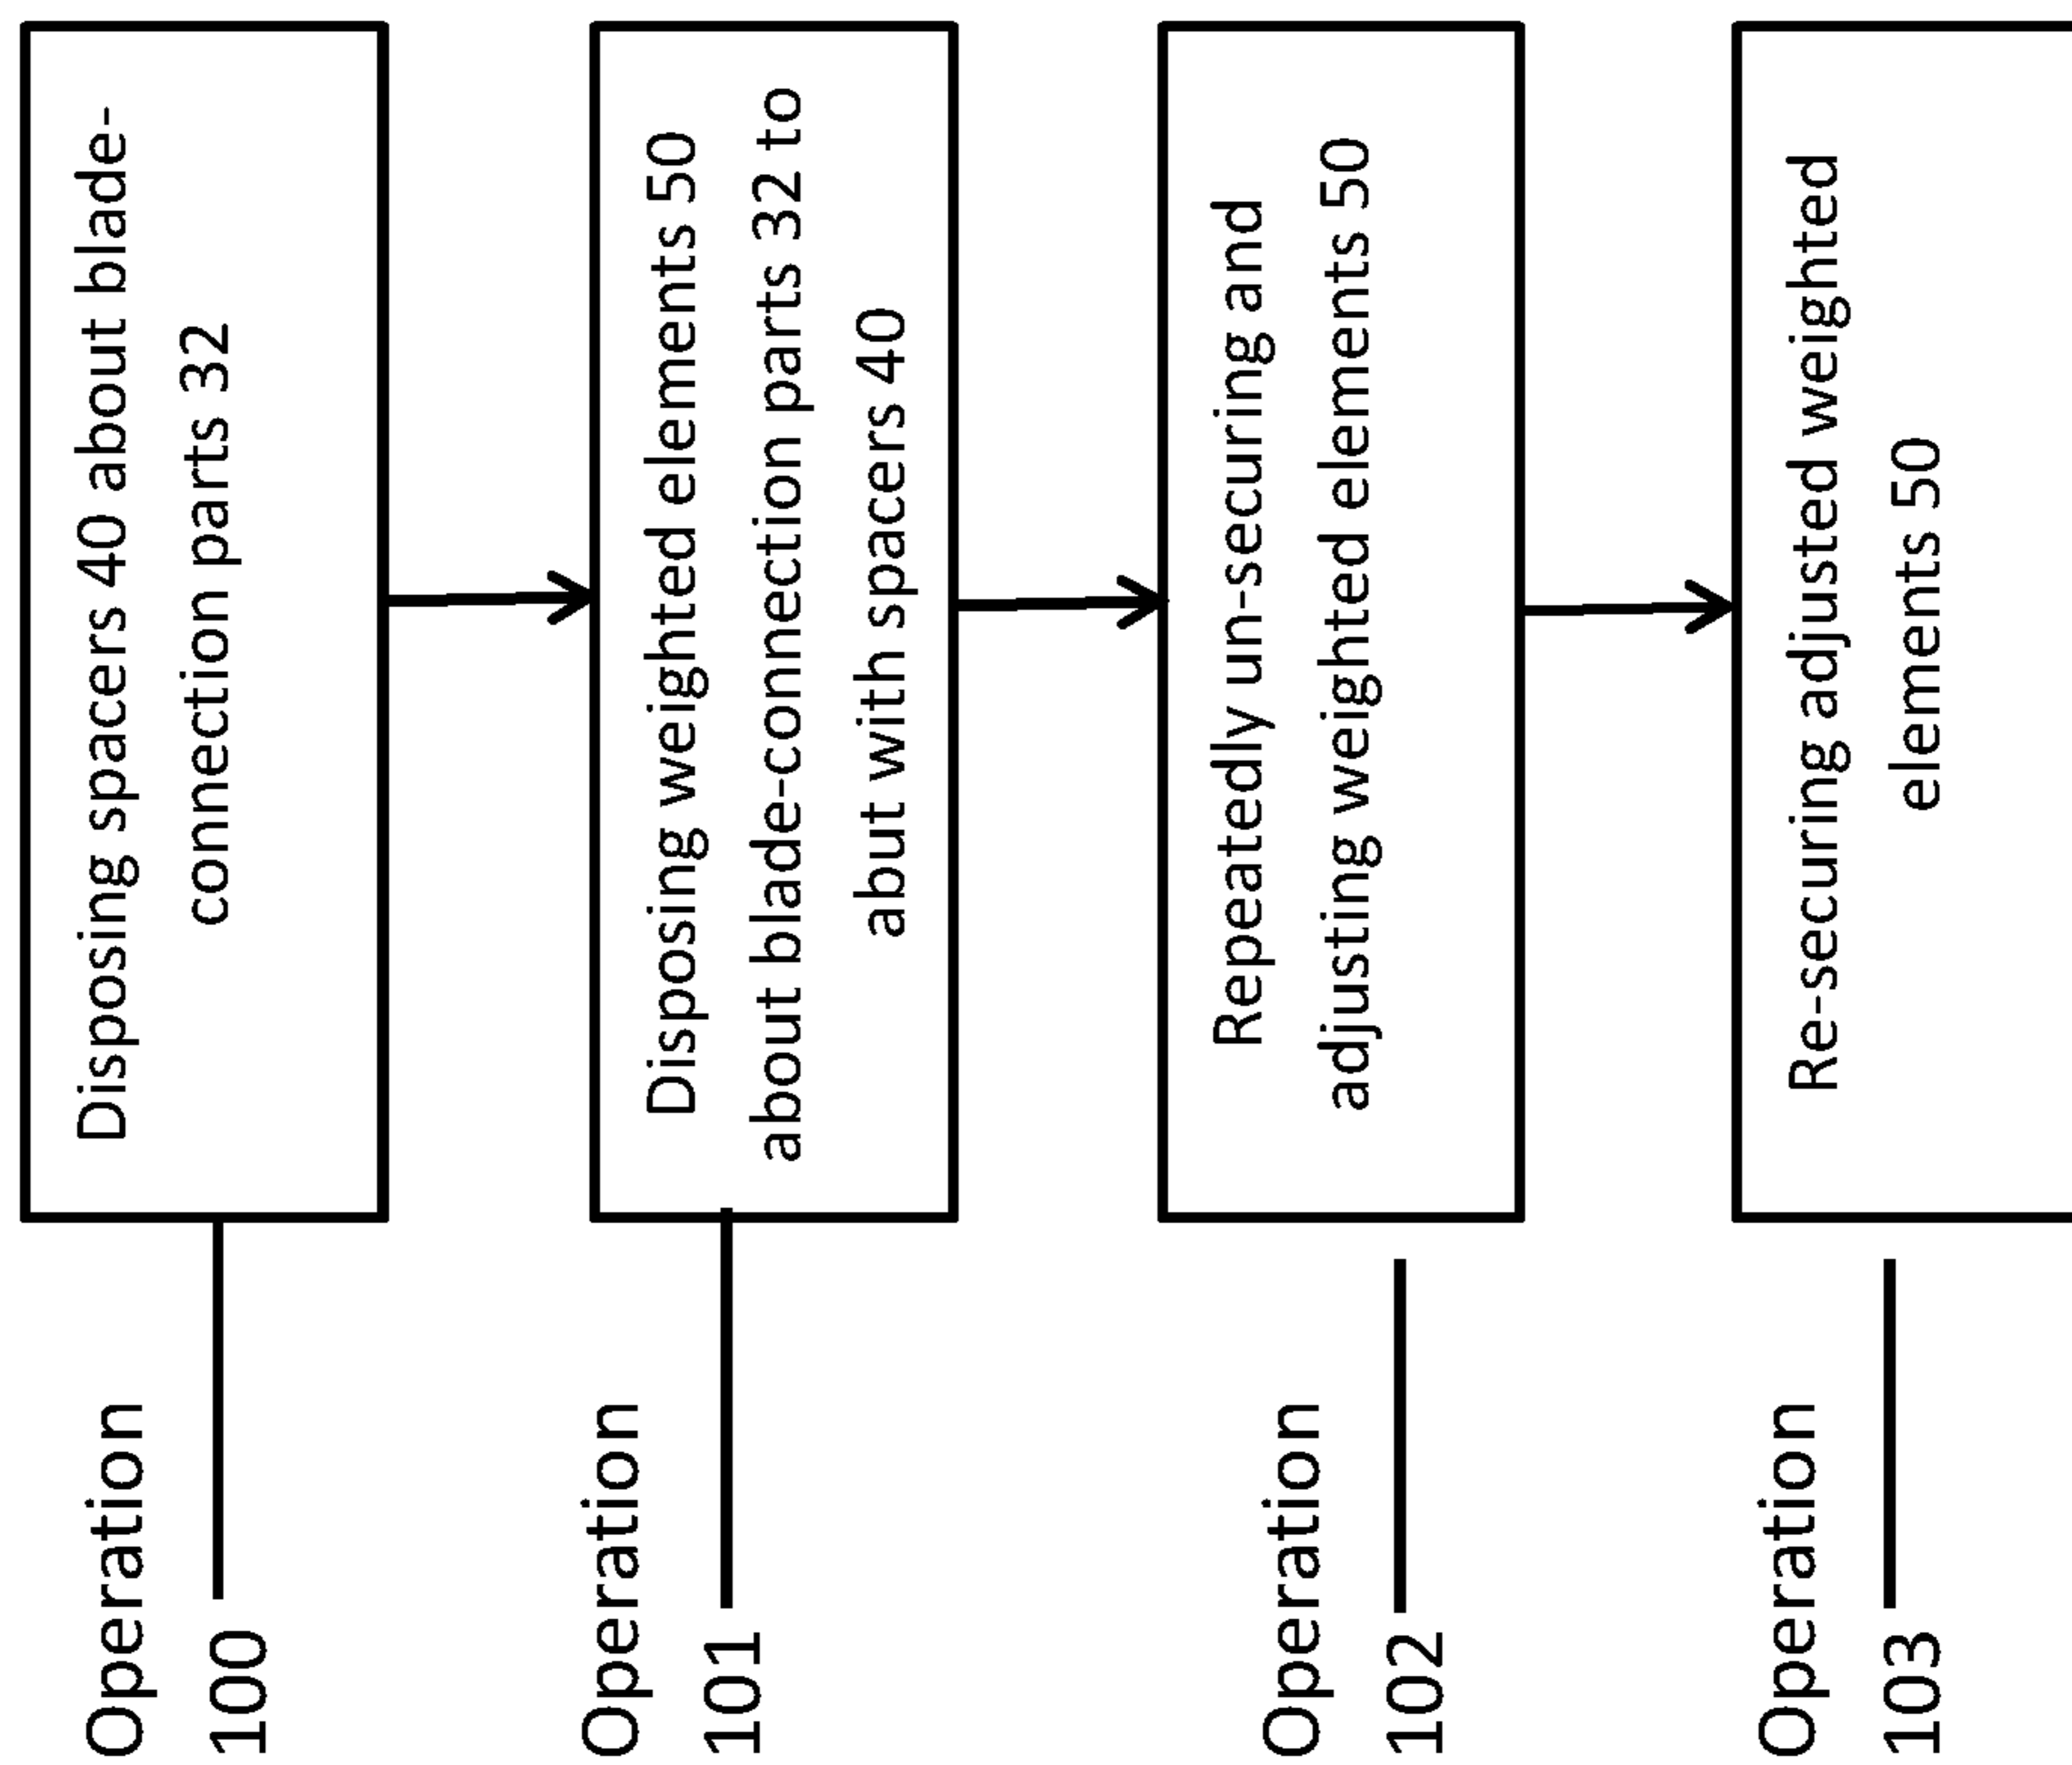 Operation
100
Disposing spacers 40 about blade-
connection parts 32
Operation
101
Disposing weighted elements 50
about blade-connection parts 32 to
abut with spacers 40
Operation
102
Repeatedly un-securing and
adjusting weighted elements 50
Operation
103
Re-securing adjusted weighted
elements 50